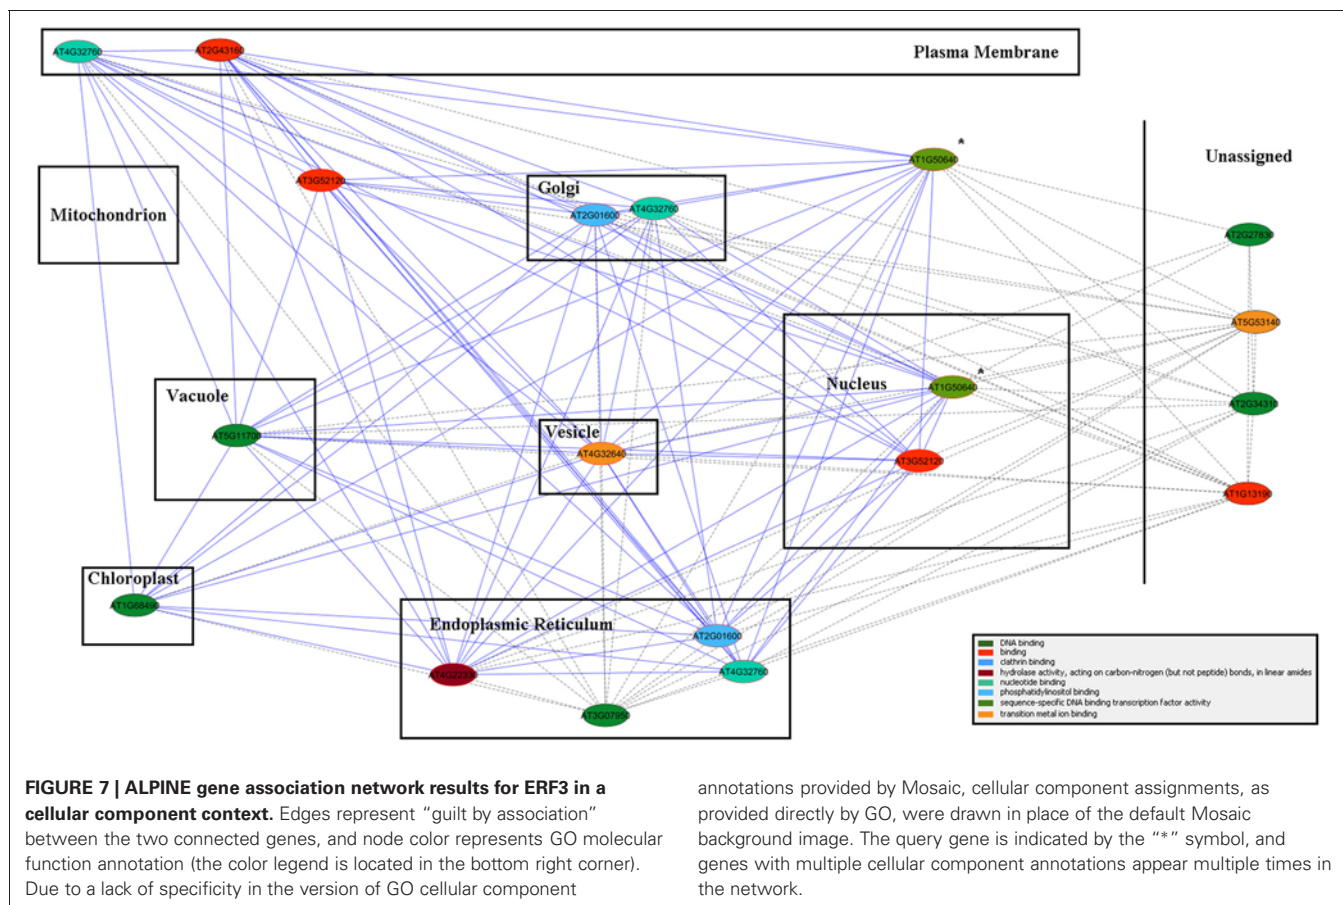 AT4G32760
AT2G43160
Plasma Membrane
*
AT1G50640
Unassigned
AT3G52120
Golgi
Mitochondrion
AT2G01600
AT4G32760
AT2G27830
AT5G53140
Nucleus
*
AT1G50640
Vacuole
AT2G34310
AT5G11700
Vesicle
AT4G32640
AT3G52120
AT1G13190
Chloroplast
AT1G68490
Endoplasmic Reticulum
AT2G01600
AT4G22330
AT4G32760
AT3G07950
DNA binding
binding
clathrin binding
hydrolase activity, acting on carbon-nitrogen (but not peptide) bonds, in linear amides
nucleotide binding
phosphatidylinositol binding
sequence-specific DNA binding transcription factor activity
transition metal ion binding
FIGURE 7 | ALPINE gene association network results for ERF3 in a
cellular component context. Edges represent “guilt by association”
between the two connected genes, and node color represents GO molecular
function annotation (the color legend is located in the bottom right corner).
Due to a lack of specificity in the version of GO cellular component
annotations provided by Mosaic, cellular component assignments, as
provided directly by GO, were drawn in place of the default Mosaic
background image. The query gene is indicated by the “*” symbol, and
genes with multiple cellular component annotations appear multiple times in
the network.